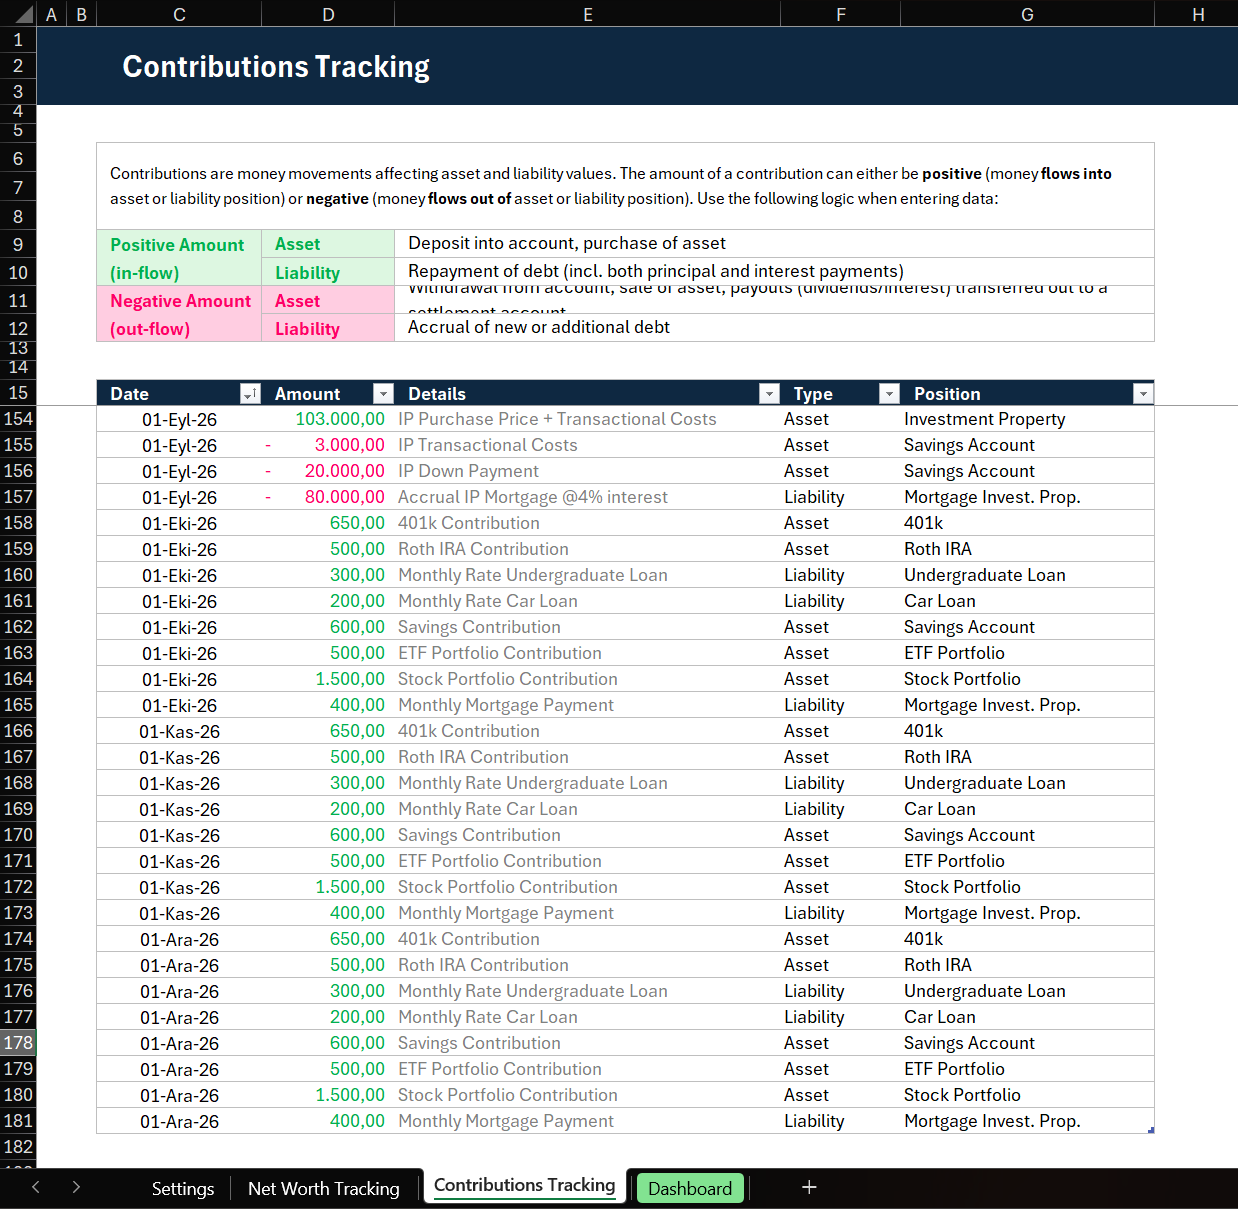 A B C D E F G H
1
2 Contributions Tracking
3
4
5
6
7 Contributions are money movements affecting asset and liability values. The amount of a contribution can either be positive (money flows into
8 asset or liability position) or negative (money flows out of asset or liability position). Use the following logic when entering data:
9 Positive Amount Asset Deposit into account, purchase of asset
10 (in-flow) Liability Repayment of debt (incl. both principal and interest payments)
11 Negative Amount Asset Withdrawal from account, sale of asset, payouts (dividends/interest) transferred out to a
settlement account
12 (out-flow) Liability Accrual of new or additional debt
13
14
15 Date Amount Details Type Position
154 01-Eyl-26 103.000,00 IP Purchase Price + Transactional Costs Asset Investment Property
155 01-Eyl-26 - 3.000,00 IP Transactional Costs Asset Savings Account
156 01-Eyl-26 - 20.000,00 IP Down Payment Asset Savings Account
157 01-Eyl-26 - 80.000,00 Accrual IP Mortgage @4% interest Liability Mortgage Invest. Prop.
158 01-Eki-26 650,00 401k Contribution Asset 401k
159 01-Eki-26 500,00 Roth IRA Contribution Asset Roth IRA
160 01-Eki-26 300,00 Monthly Rate Undergraduate Loan Liability Undergraduate Loan
161 01-Eki-26 200,00 Monthly Rate Car Loan Liability Car Loan
162 01-Eki-26 600,00 Savings Contribution Asset Savings Account
163 01-Eki-26 500,00 ETF Portfolio Contribution Asset ETF Portfolio
164 01-Eki-26 1.500,00 Stock Portfolio Contribution Asset Stock Portfolio
165 01-Eki-26 400,00 Monthly Mortgage Payment Liability Mortgage Invest. Prop.
166 01-Kas-26 650,00 401k Contribution Asset 401k
167 01-Kas-26 500,00 Roth IRA Contribution Asset Roth IRA
168 01-Kas-26 300,00 Monthly Rate Undergraduate Loan Liability Undergraduate Loan
169 01-Kas-26 200,00 Monthly Rate Car Loan Liability Car Loan
170 01-Kas-26 600,00 Savings Contribution Asset Savings Account
171 01-Kas-26 500,00 ETF Portfolio Contribution Asset ETF Portfolio
172 01-Kas-26 1.500,00 Stock Portfolio Contribution Asset Stock Portfolio
173 01-Kas-26 400,00 Monthly Mortgage Payment Liability Mortgage Invest. Prop.
174 01-Ara-26 650,00 401k Contribution Asset 401k
175 01-Ara-26 500,00 Roth IRA Contribution Asset Roth IRA
176 01-Ara-26 300,00 Monthly Rate Undergraduate Loan Liability Undergraduate Loan
177 01-Ara-26 200,00 Monthly Rate Car Loan Liability Car Loan
178 01-Ara-26 600,00 Savings Contribution Asset Savings Account
179 01-Ara-26 500,00 ETF Portfolio Contribution Asset ETF Portfolio
180 01-Ara-26 1.500,00 Stock Portfolio Contribution Asset Stock Portfolio
181 01-Ara-26 400,00 Monthly Mortgage Payment Liability Mortgage Invest. Prop.
182
Settings Net Worth Tracking Contributions Tracking Dashboard +